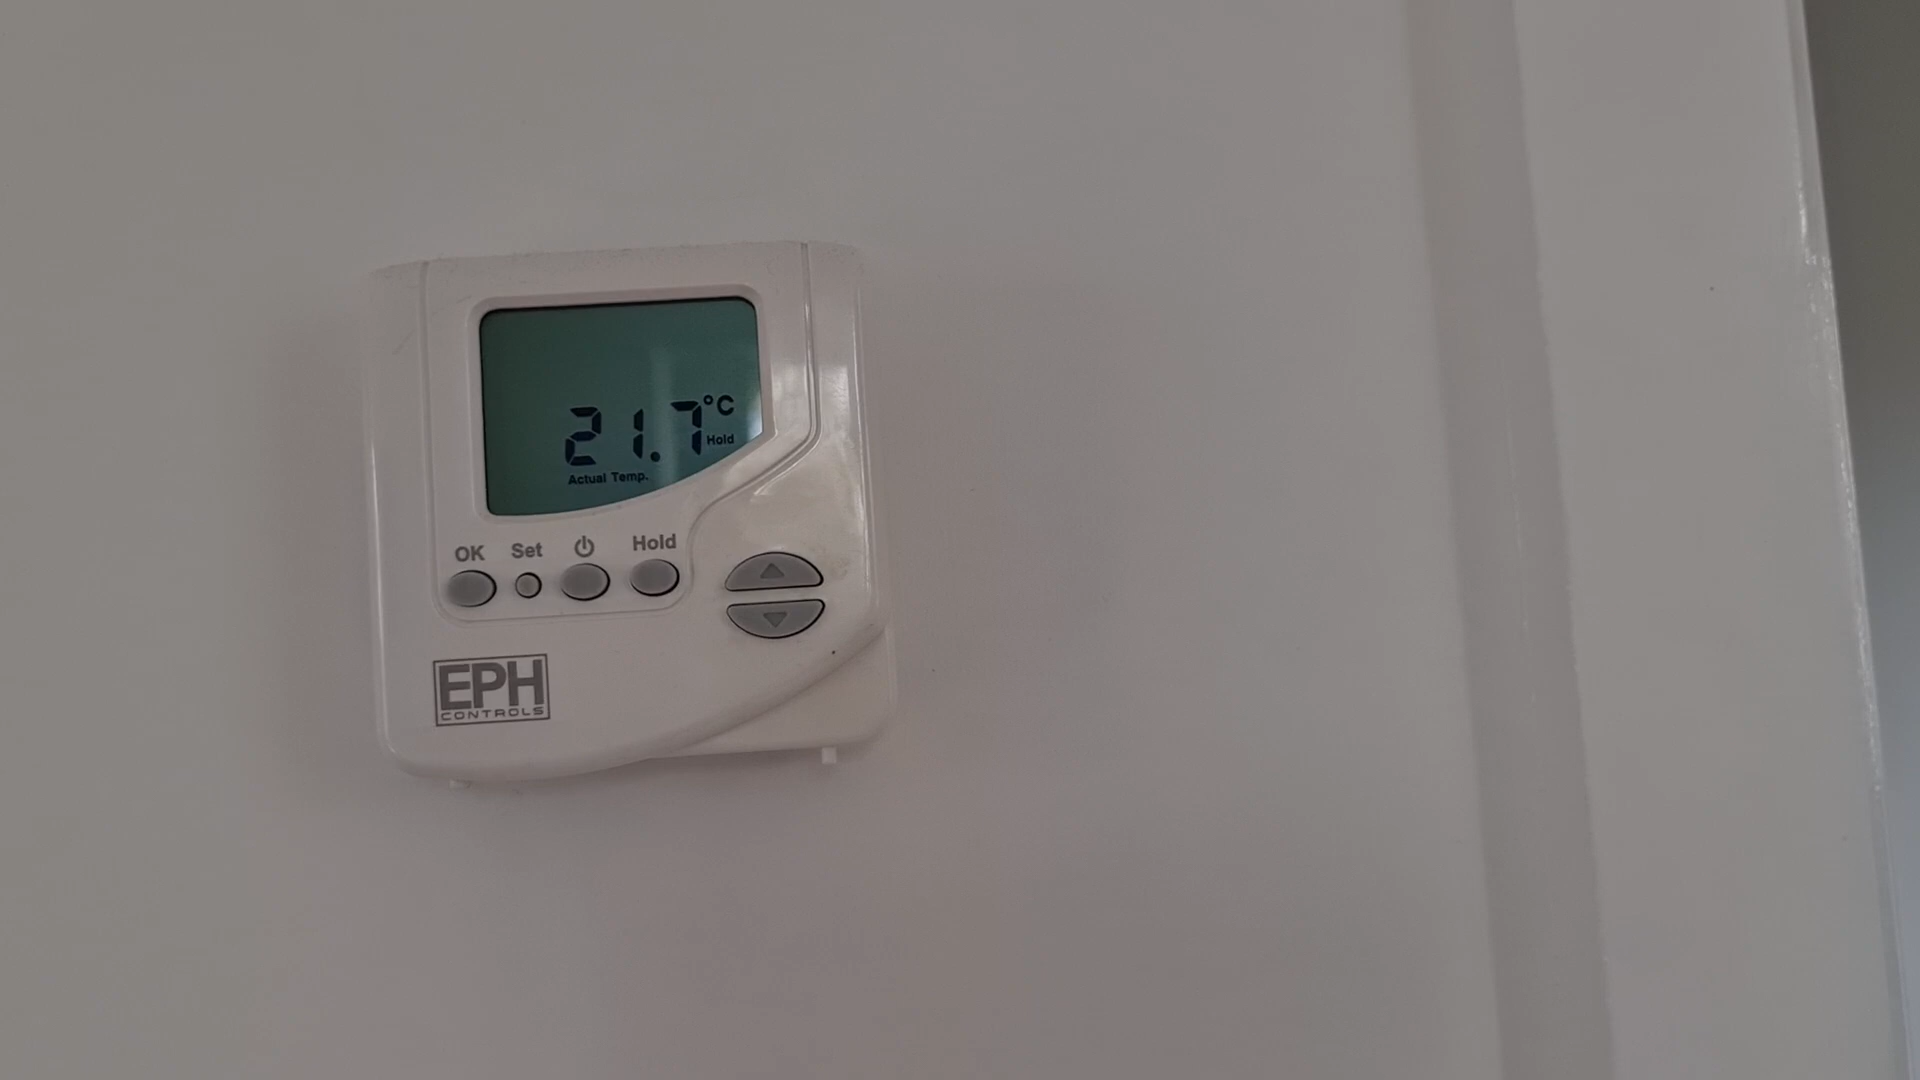 21.7°C
Hold
Actual Temp.
OK Set Hold
EPH
CONTROLS